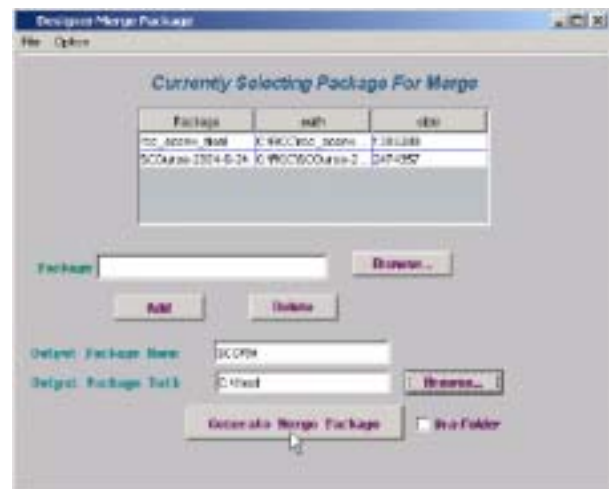 Designer Merge Package
File Option
Currently Selecting Package For Merge
Package path size
2474357
Package Browse...
Add Delete
Output Package Name
Output Package Path C:\test Browse...
Generate Merge Package In a Folder